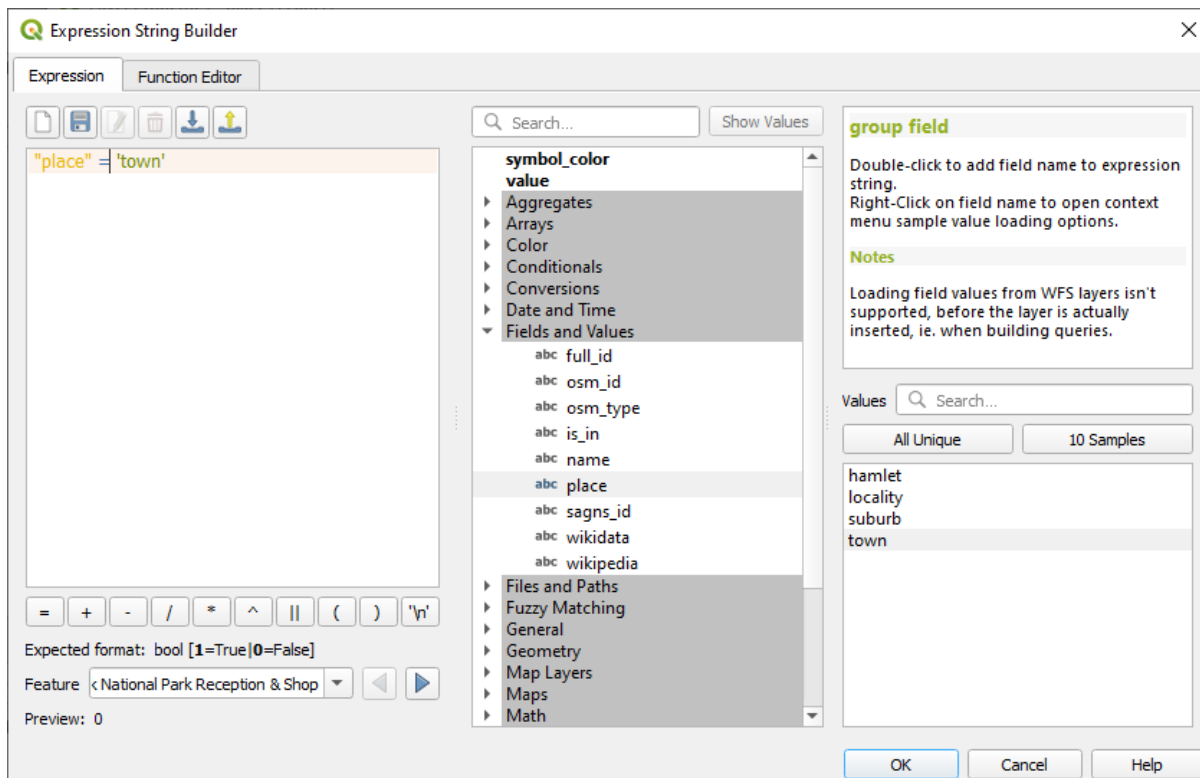 Expression String Builder
Expression
Function Editor
"place" = 'town'
= + - / * ^ || ( ) '\n'
Expected format: bool [1=True|0=False]
Feature
National Park Reception & Shop
Preview: 0
Search...
Show Values
symbol_color
value
Aggregates
Arrays
Color
Conditionals
Conversions
Date and Time
Fields and Values
abc full_id
abc osm_id
abc osm_type
abc is_in
abc name
abc place
abc sagns_id
abc wikidata
abc wikipedia
Files and Paths
Fuzzy Matching
General
Geometry
Map Layers
Maps
Math
group field
Double-click to add field name to expression
string.
Right-Click on field name to open context
menu sample value loading options.
Notes
Loading field values from WFS layers isn't
supported, before the layer is actually
inserted, ie. when building queries.
Values
Search...
All Unique
10 Samples
hamlet
locality
suburb
town
OK
Cancel
Help